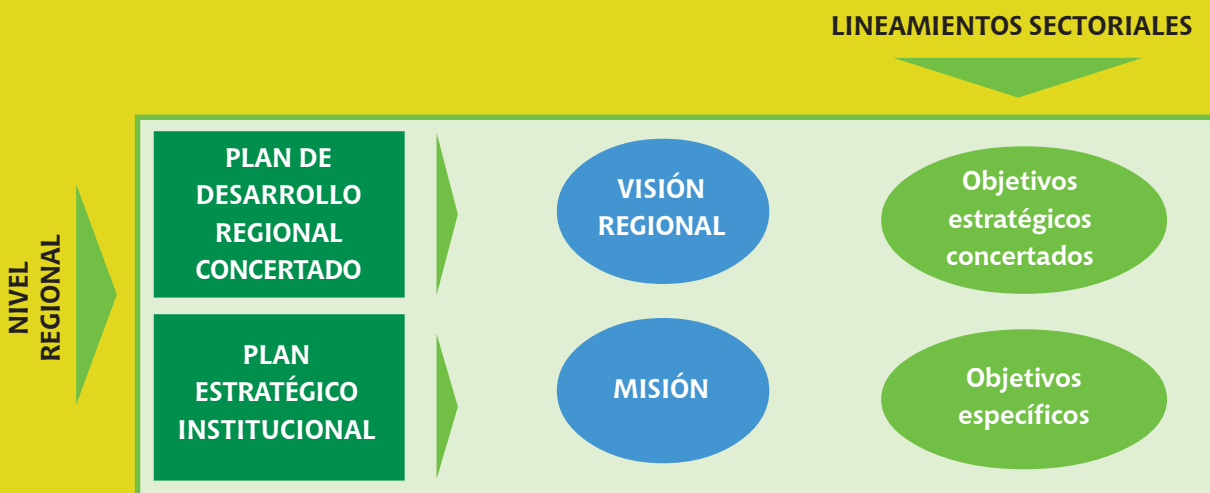 LINEAMIENTOS SECTORIALES
NIVEL
REGIONAL
PLAN DE
DESARROLLO
REGIONAL
CONCERTADO
VISIÓN
REGIONAL
Objetivos
estratégicos
concertados
PLAN
ESTRATÉGICO
INSTITUCIONAL
MISIÓN
Objetivos
específicos